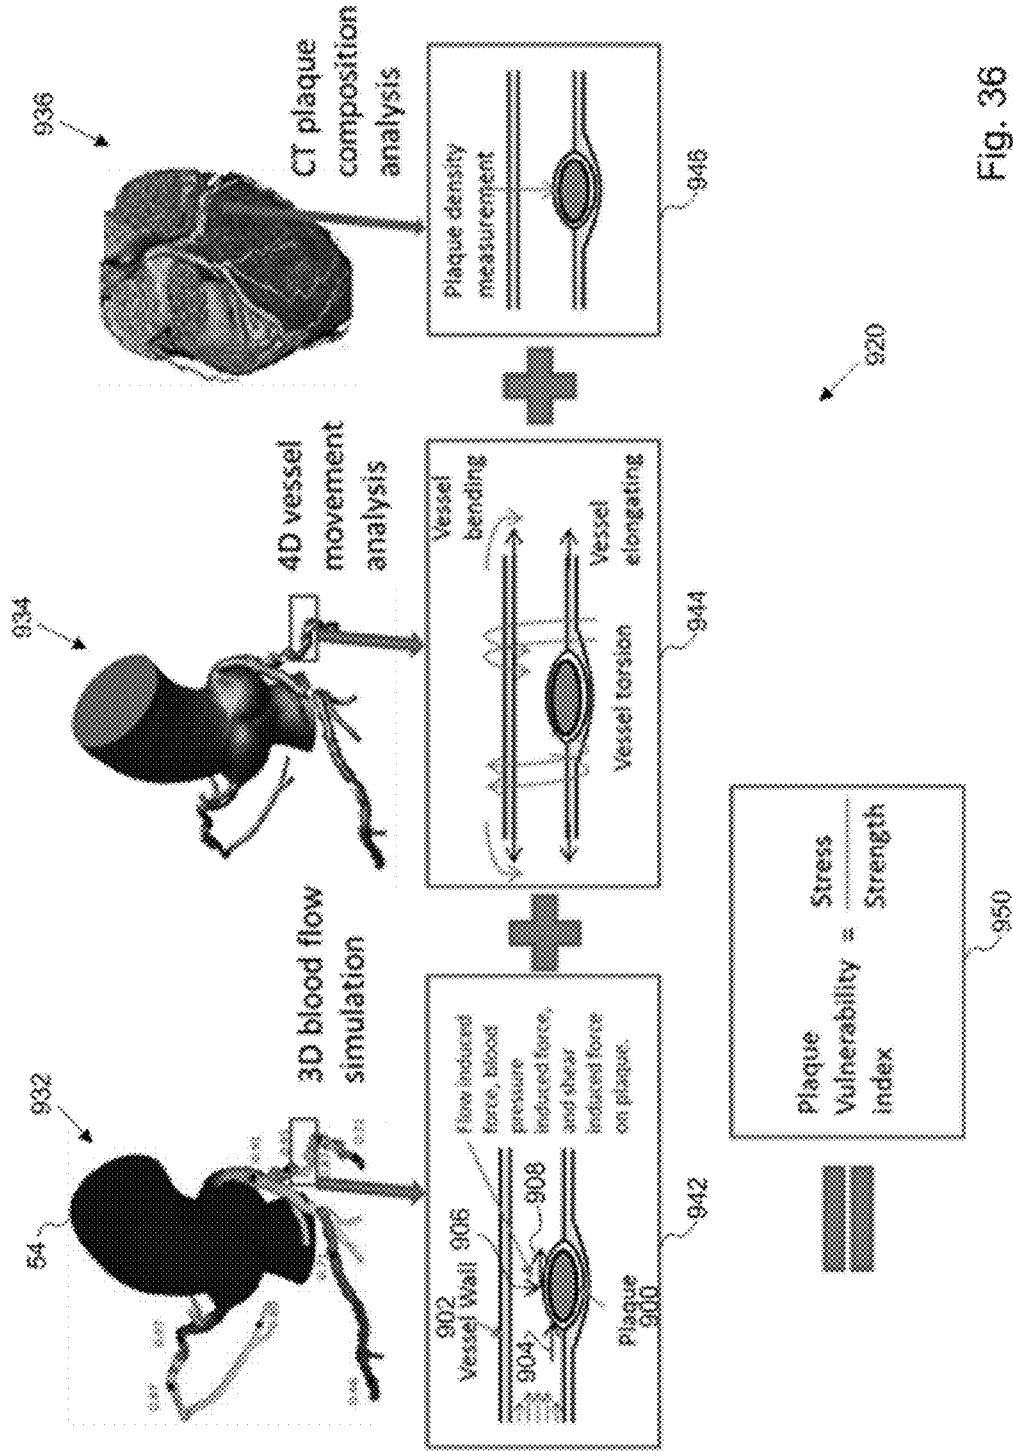 932
54
3D blood flow
simulation
934
4D vessel
movement
analysis
936
CT plaque
composition
analysis
902
Vessel Wall
906
904
908
Plaque
900
Flow induced
force, blood
pressure
induced force,
and shear
induced force
on plaque.
942
Vessel
bending
Vessel torsion
Vessel
elongating
944
Plaque density
measurement
946
Plaque
Vulnerability =
index
Stress
Strength
950
920
Fig. 36